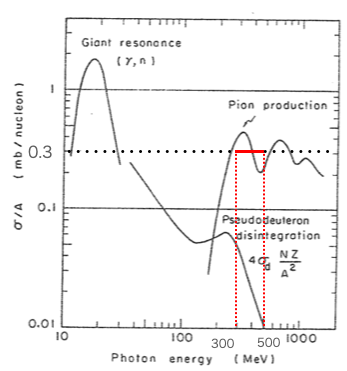 Giant resonance
(γ,n)
Pion production
σ/A (mb/nucleon)
1
0.3
0.1
0.01
Pseudodeuteron
disintegration
4σd NZ/A²
10
100
300
500
1000
Photon energy (MeV)